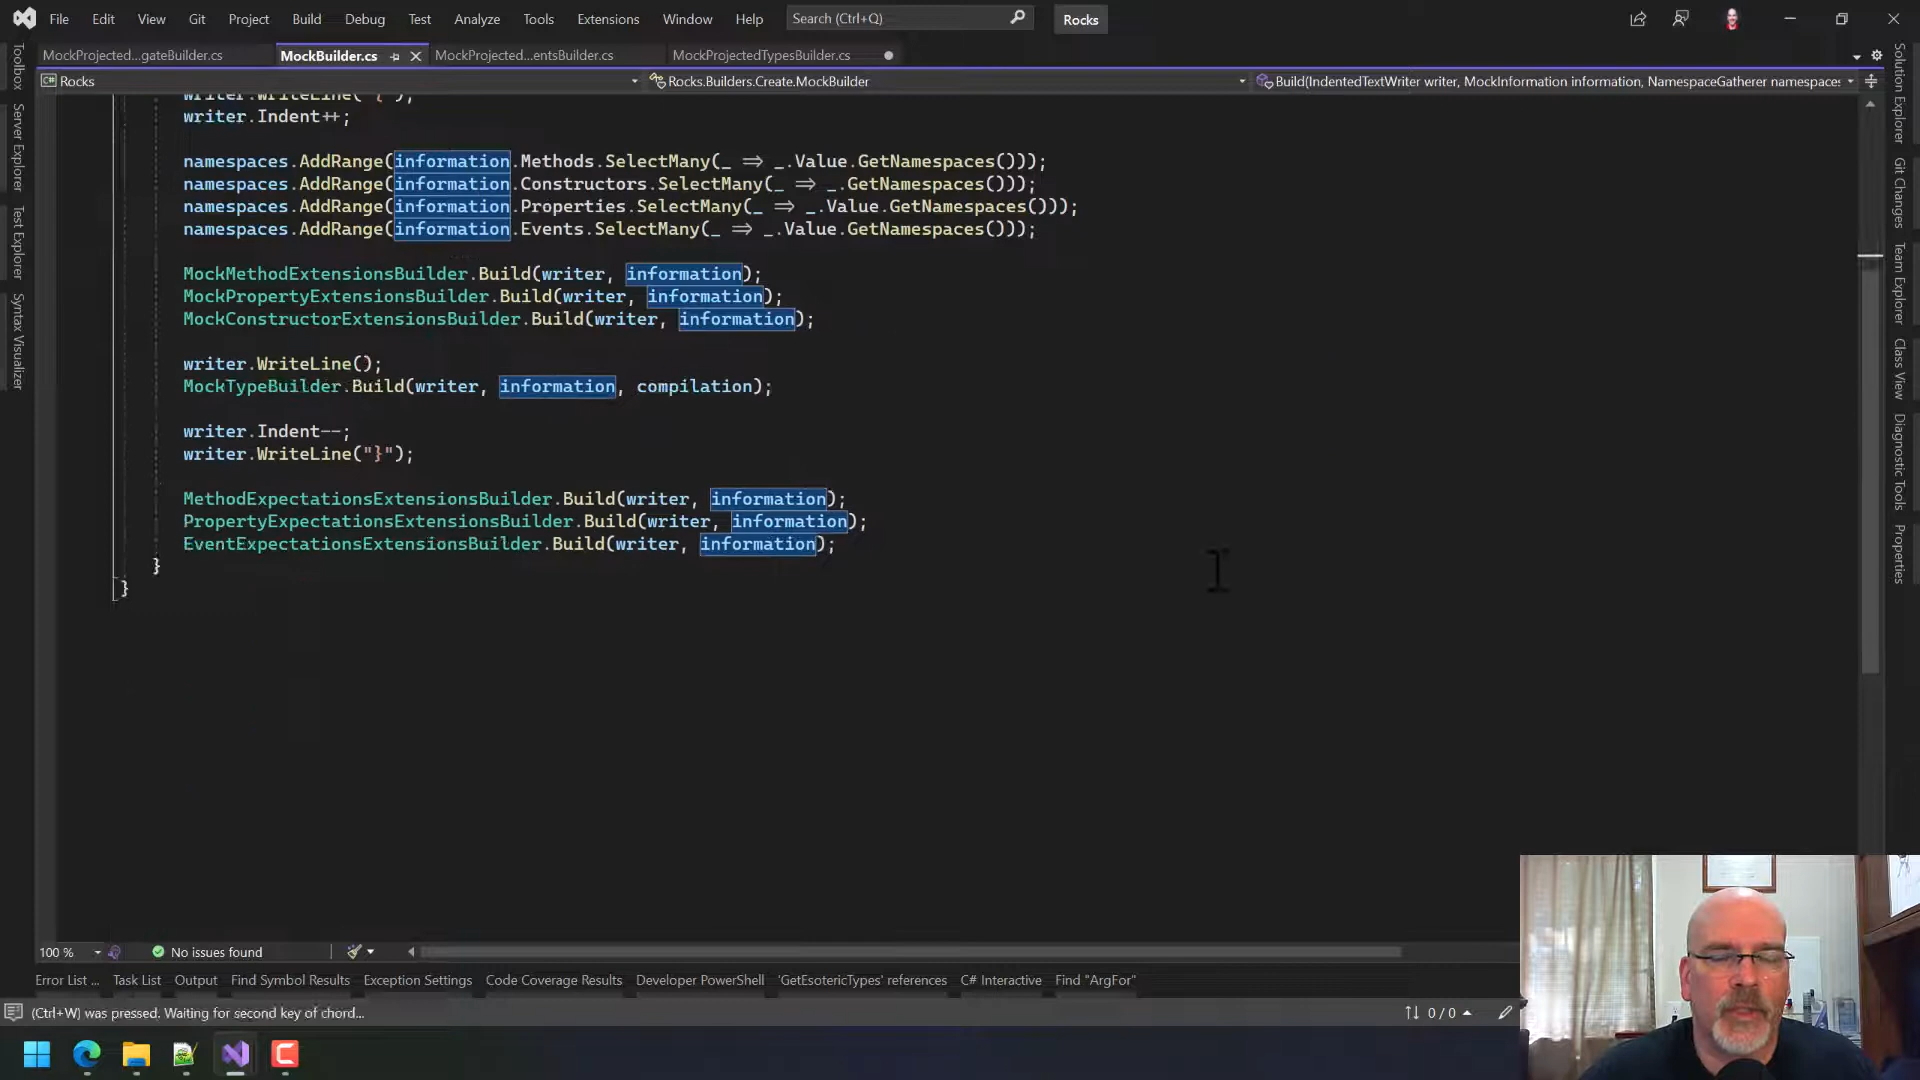 File Edit View Git Project Build Debug Test Analyze Tools Extensions Window Help Search (Ctrl+Q) Rocks
MockProjected...gateBuilder.cs MockBuilder.cs MockProjected...entsBuilder.cs MockProjectedTypesBuilder.cs
Rocks Rocks.Builders.Create.MockBuilder Build(IndentedTextWriter writer, MockInformation information, NamespaceGatherer namespaces
writer.WriteLine("{");
writer.Indent++;
namespaces.AddRange(information.Methods.SelectMany(_ => _.Value.GetNamespaces()));
namespaces.AddRange(information.Constructors.SelectMany(_ => _.GetNamespaces()));
namespaces.AddRange(information.Properties.SelectMany(_ => _.Value.GetNamespaces()));
namespaces.AddRange(information.Events.SelectMany(_ => _.Value.GetNamespaces()));
MockMethodExtensionsBuilder.Build(writer, information);
MockPropertyExtensionsBuilder.Build(writer, information);
MockConstructorExtensionsBuilder.Build(writer, information);
writer.WriteLine();
MockTypeBuilder.Build(writer, information, compilation);
writer.Indent--;
writer.WriteLine("}");
MethodExpectationsExtensionsBuilder.Build(writer, information);
PropertyExpectationsExtensionsBuilder.Build(writer, information);
EventExpectationsExtensionsBuilder.Build(writer, information);
}
}
Toolbox
Server Explorer
Test Explorer
Syntax Visualizer
Solution Explorer
Git Changes
Team Explorer
Class View
Diagnostic Tools
Properties
100 % No issues found
Error List ... Task List Output Find Symbol Results Exception Settings Code Coverage Results Developer PowerShell 'GetEsotericTypes' references C# Interactive Find "ArgFor"
(Ctrl+W) was pressed. Waiting for second key of chord... 0 / 0